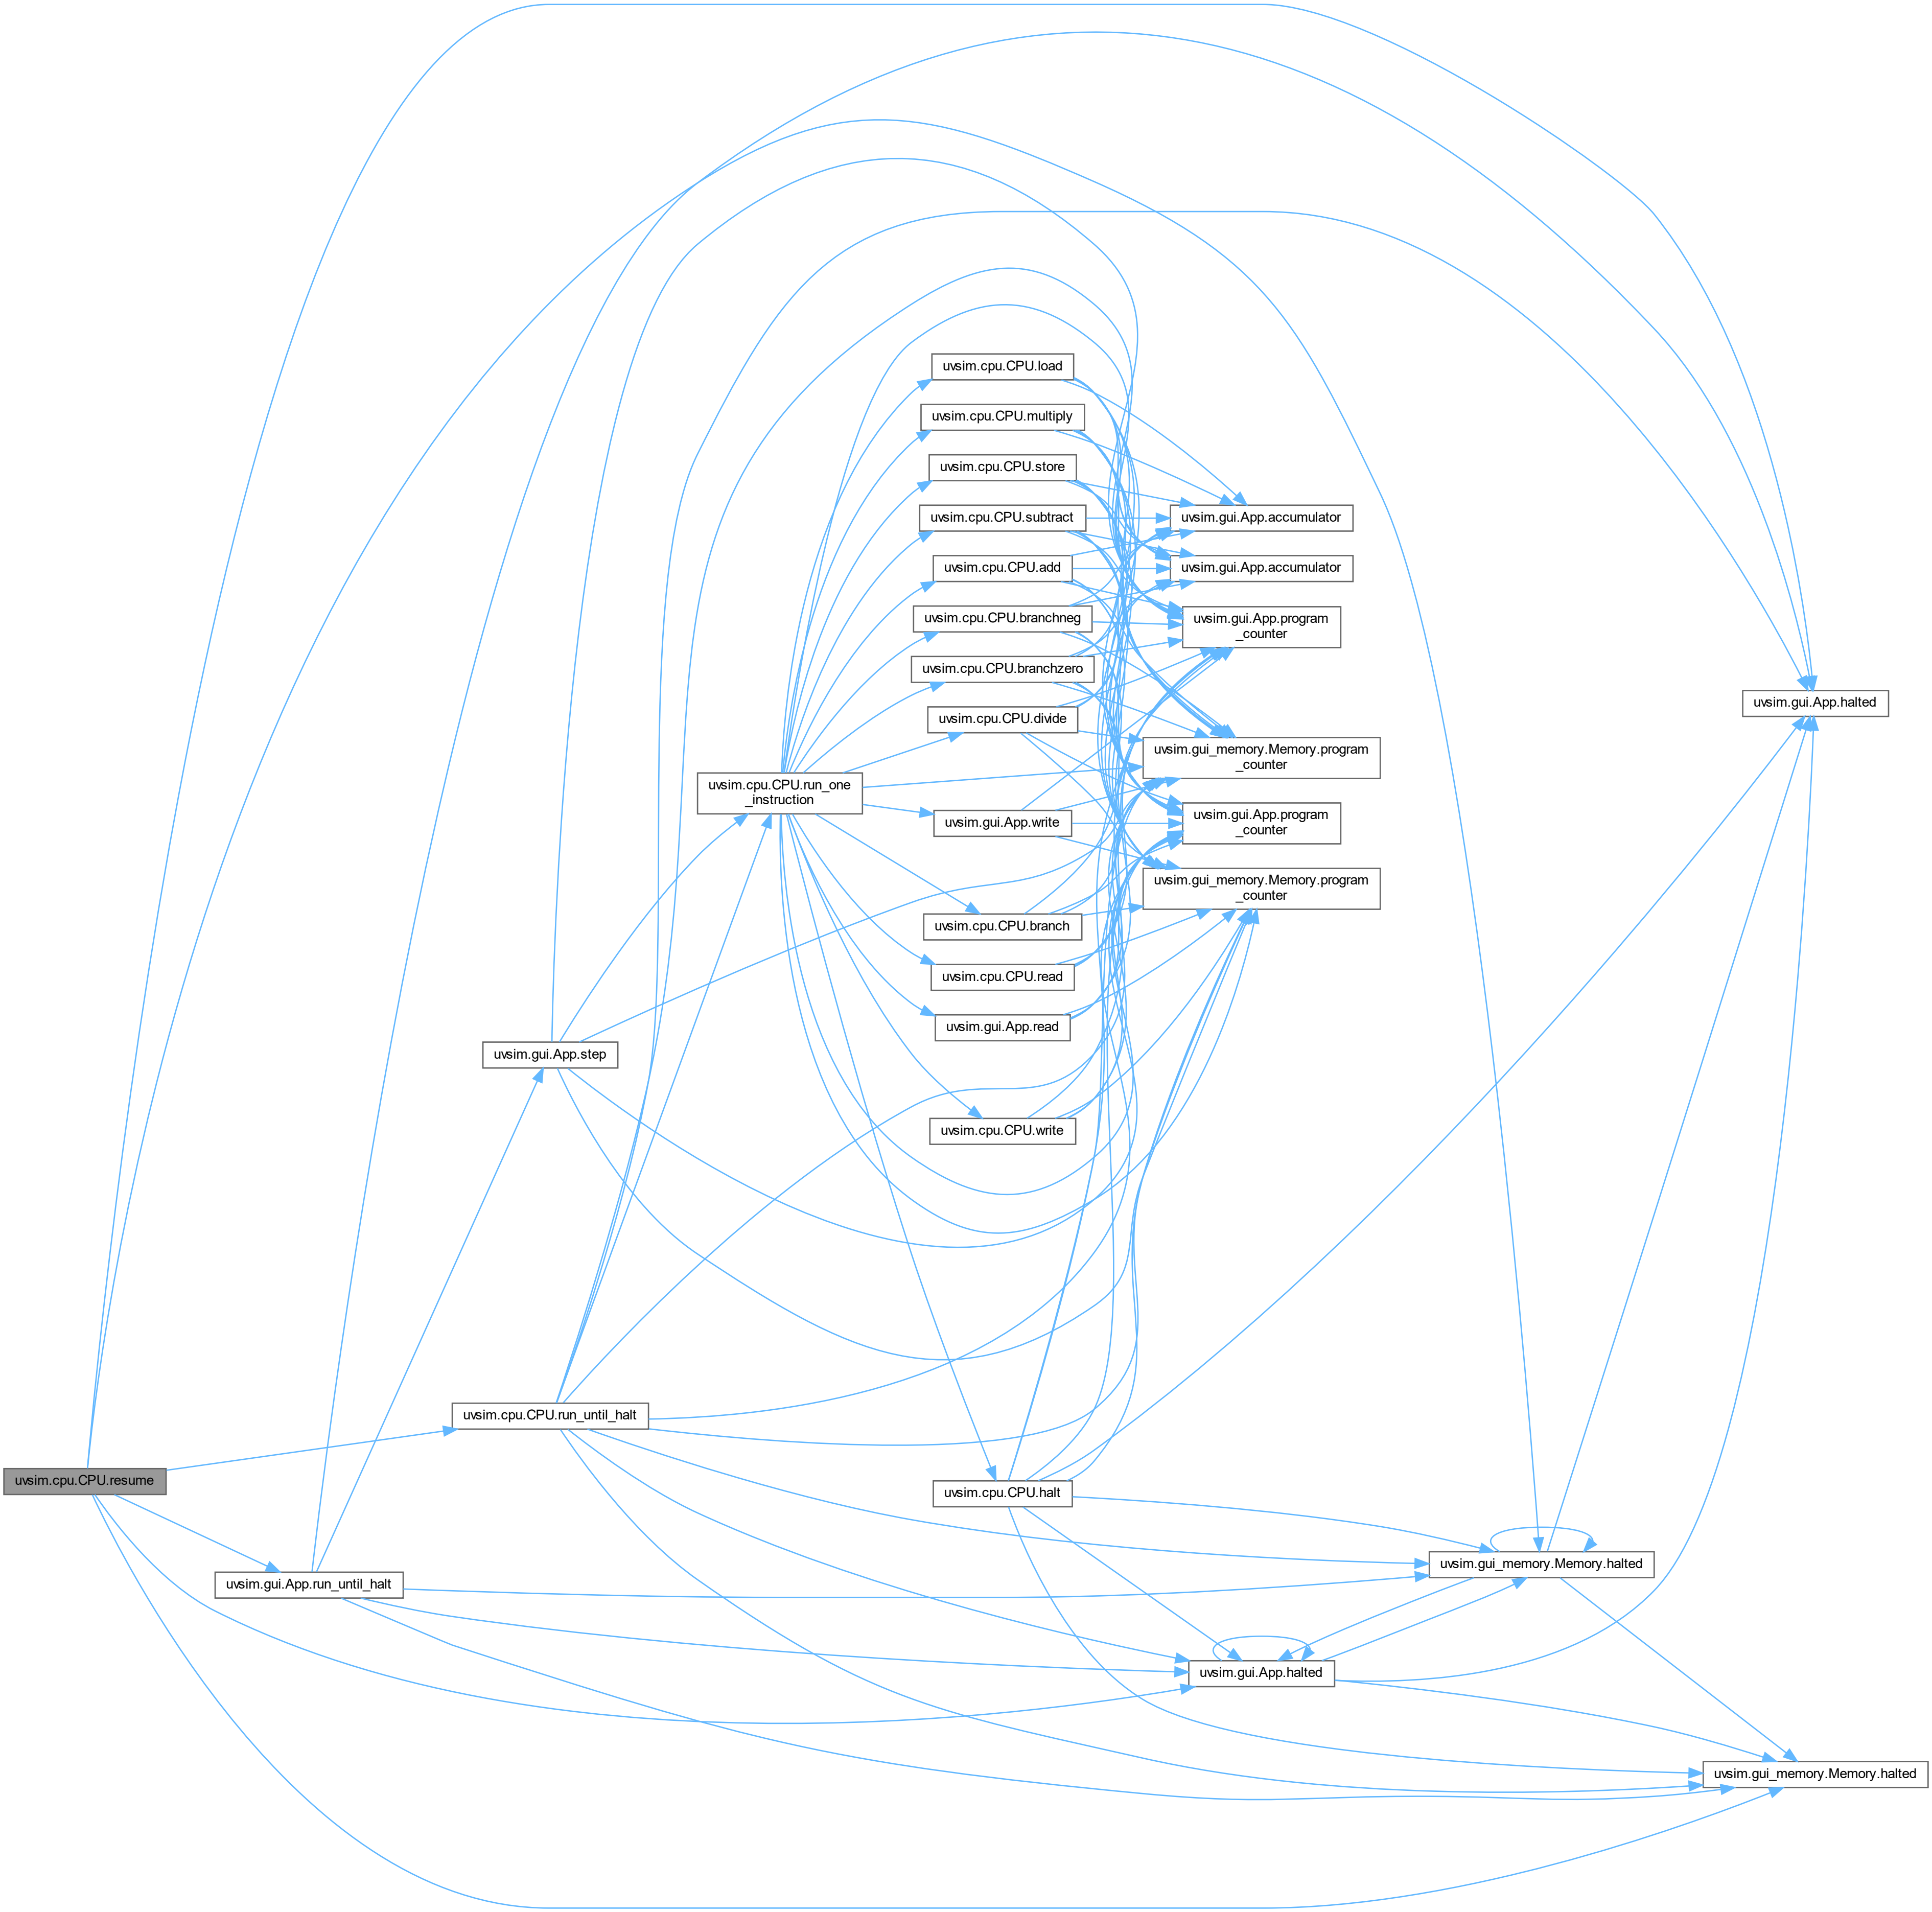 uvsim.cpu.CPU.load
uvsim.cpu.CPU.multiply
uvsim.cpu.CPU.store
uvsim.cpu.CPU.subtract
uvsim.gui.App.accumulator
uvsim.cpu.CPU.add
uvsim.gui.App.accumulator
uvsim.cpu.CPU.branchneg
uvsim.gui.App.program
_counter
uvsim.cpu.CPU.branchzero
uvsim.gui.App.halted
uvsim.cpu.CPU.divide
uvsim.gui_memory.Memory.program
_counter
uvsim.cpu.CPU.run_one
_instruction
uvsim.gui.App.write
uvsim.gui.App.program
_counter
uvsim.gui_memory.Memory.program
_counter
uvsim.cpu.CPU.branch
uvsim.cpu.CPU.read
uvsim.gui.App.read
uvsim.gui.App.step
uvsim.cpu.CPU.write
uvsim.cpu.CPU.run_until_halt
uvsim.cpu.CPU.resume
uvsim.cpu.CPU.halt
uvsim.gui_memory.Memory.halted
uvsim.gui.App.run_until_halt
uvsim.gui.App.halted
uvsim.gui_memory.Memory.halted